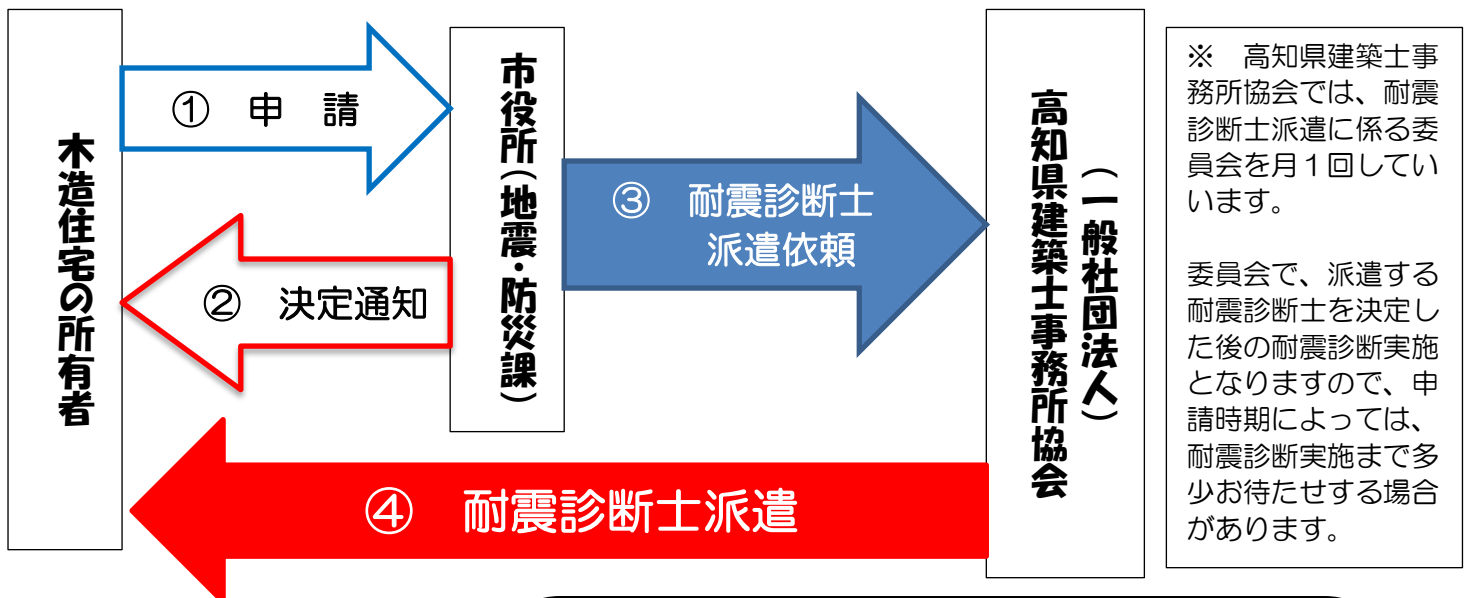 木造住宅の所有者
① 申 請
② 決定通知
市役所（地震・防災課）
③ 耐震診断士
派遣依頼
④ 耐震診断士派遣
（一般社団法人）
高知県建築士事務所協会
※ 高知県建築士事
務所協会では、耐震
診断士派遣に係る委
員会を月１回してい
います。
委員会で、派遣する
耐震診断士を決定し
た後の耐震診断実施
となりますので、申
請時期によっては、
耐震診断実施まで多
少お待たせする場合
があります。